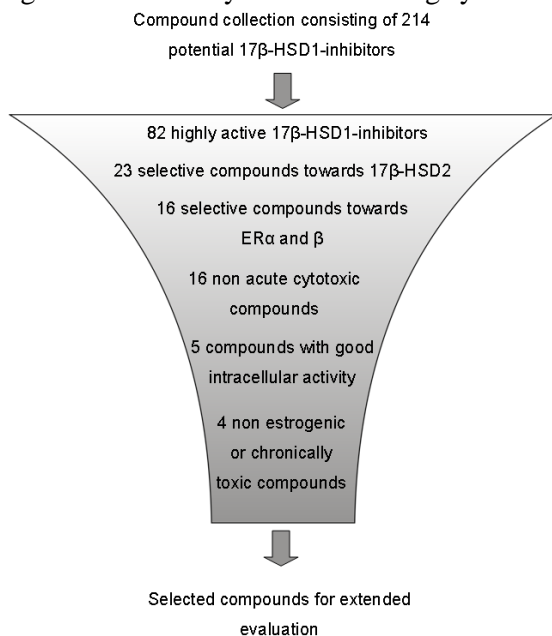 Compound collection consisting of 214
potential 17β-HSD1-inhibitors
82 highly active 17β-HSD1-inhibitors
23 selective compounds towards 17β-HSD2
16 selective compounds towards
ERα and β
16 non acute cytotoxic
compounds
5 compounds with good
intracellular activity
4 non estrogenic
or chronically
toxic compounds
Selected compounds for extended
evaluation